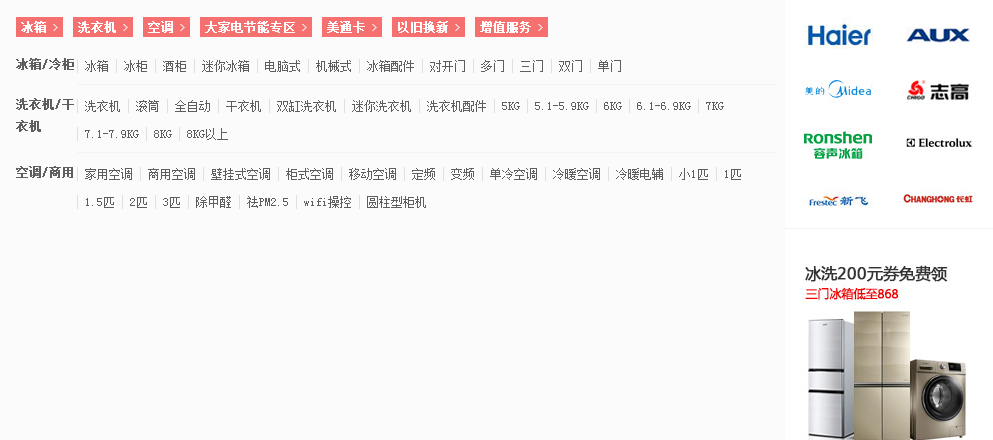 冰箱 > 洗衣机 > 空调 > 大家电节能专区 > 美通卡 > 以旧换新 > 增值服务 >
冰箱/冷柜 冰箱 冰柜 酒柜 迷你冰箱 电脑式 机械式 冰箱配件 对开门 多门 三门 双门 单门
洗衣机/干衣机 洗衣机 滚筒 全自动 干衣机 双缸洗衣机 迷你洗衣机 洗衣机配件 5KG 5.1-5.9KG 6KG 6.1-6.9KG 7KG
7.1-7.9KG 8KG 8KG以上
空调/商用 家用空调 商用空调 壁挂式空调 柜式空调 移动空调 定频 变频 单冷空调 冷暖空调 冷暖电辅 小1匹 1匹
1.5匹 2匹 3匹 除甲醛 祛PM2.5 wifi操控 圆柱型柜机
Haier AUX
美的 Midea CHIGO 志高
Ronshen 容声冰箱 Electrolux
Frestec 新飞 CHANGHONG 长虹
冰洗200元券免费领
三门冰箱低至868